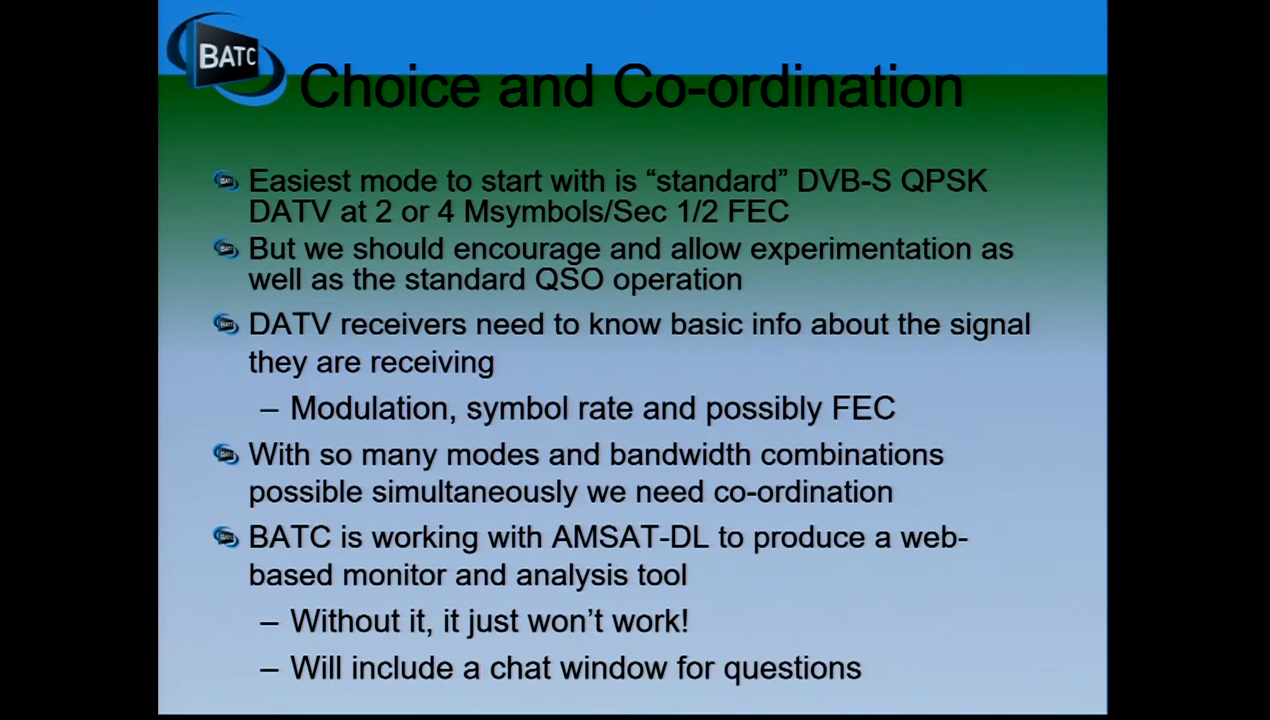 BATC
Choice and Co-ordination
Easiest mode to start with is “standard” DVB-S QPSK
DATV at 2 or 4 Msymbols/Sec 1/2 FEC
But we should encourage and allow experimentation as
well as the standard QSO operation
DATV receivers need to know basic info about the signal
they are receiving
– Modulation, symbol rate and possibly FEC
With so many modes and bandwidth combinations
possible simultaneously we need co-ordination
BATC is working with AMSAT-DL to produce a web-
based monitor and analysis tool
– Without it, it just won’t work!
– Will include a chat window for questions